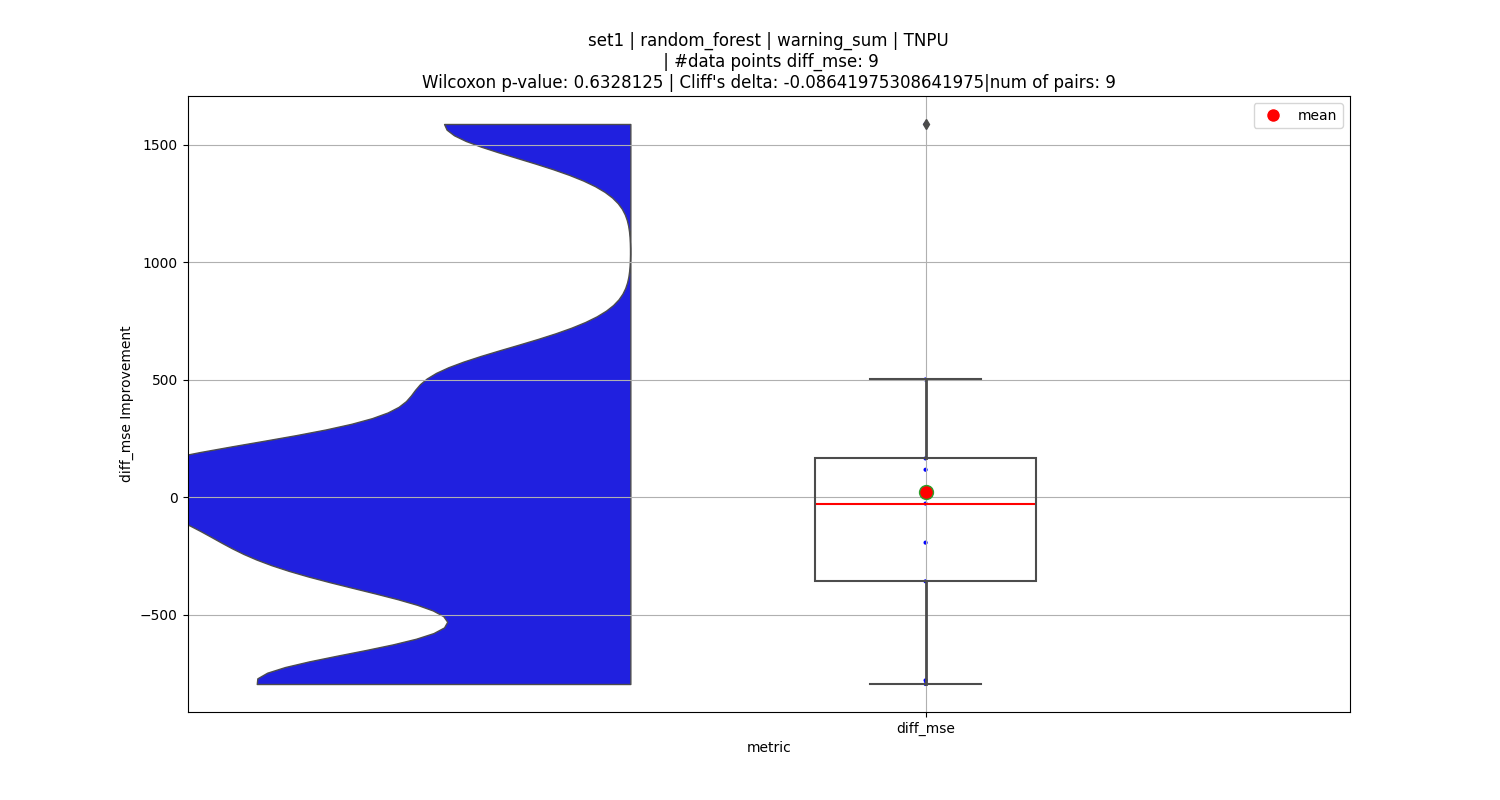 set1 | random_forest | warning_sum | TNPU
| #data points diff_mse: 9
Wilcoxon p-value: 0.6328125 | Cliff's delta: -0.08641975308641975|num of pairs: 9
mean
1500
1000
500
0
−500
diff_mse Improvement
diff_mse
metric